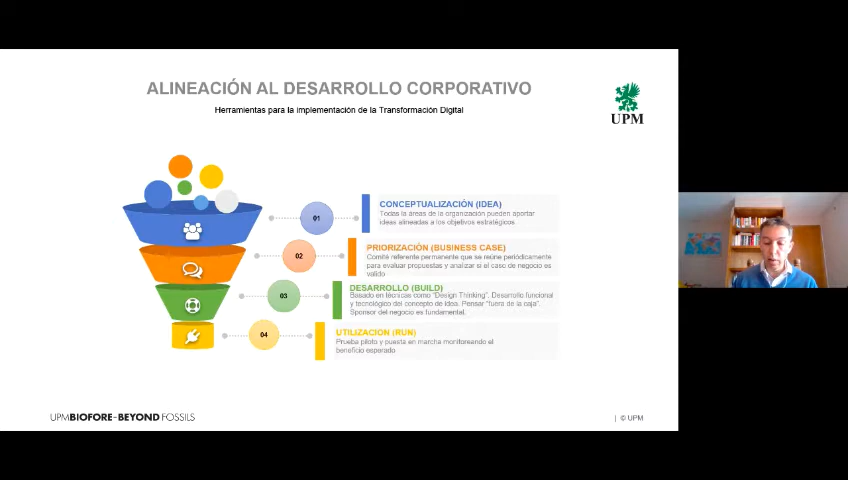 ALINEACIÓN AL DESARROLLO CORPORATIVO
Herramientas para la implementación de la Transformación Digital
UPM
01
CONCEPTUALIZACIÓN (IDEA)
Todas la áreas de la organización pueden aportar
ideas alineadas a los objetivos estratégicos
02
PRIORIZACIÓN (BUSINESS CASE)
Comité referente permanente que se reúne periódicamente
para evaluar propuestas y analizar si el caso de negocio es
valido
03
DESARROLLO (BUILD)
Basado en técnicas como "Design Thinking". Desarrollo funcional
y tecnológico del concepto de idea. Pensar "fuera de la caja".
Sponsor del negocio es fundamental.
04
UTILIZACION (RUN)
Prueba piloto y puesta en marcha monitoreando el
beneficio esperado
UPM BIOFORE-BEYOND FOSSILS
| © UPM